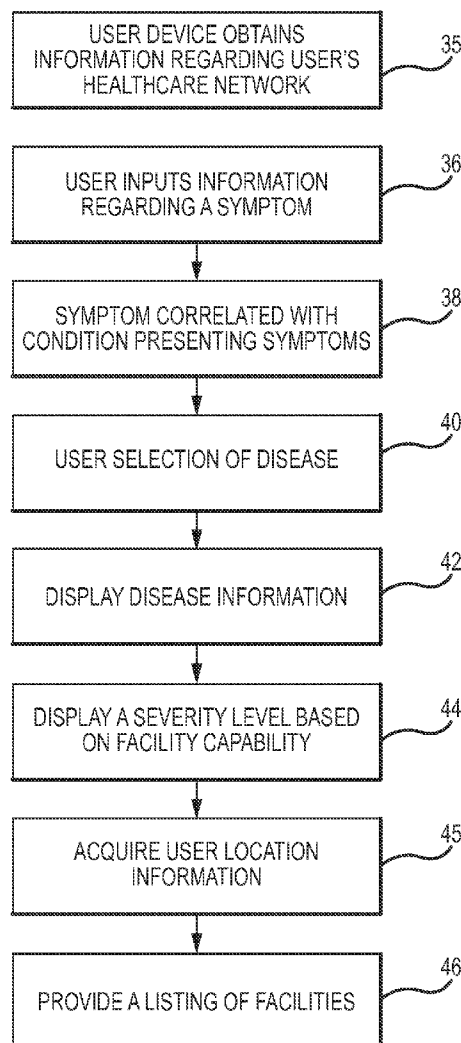 USER DEVICE OBTAINS
INFORMATION REGARDING USER'S
HEALTHCARE NETWORK
35
USER INPUTS INFORMATION
REGARDING A SYMPTOM
36
SYMPTOM CORRELATED WITH
CONDITION PRESENTING SYMPTOMS
38
USER SELECTION OF DISEASE
40
DISPLAY DISEASE INFORMATION
42
DISPLAY A SEVERITY LEVEL BASED
ON FACILITY CAPABILITY
44
ACQUIRE USER LOCATION
INFORMATION
45
PROVIDE A LISTING OF FACILITIES
46